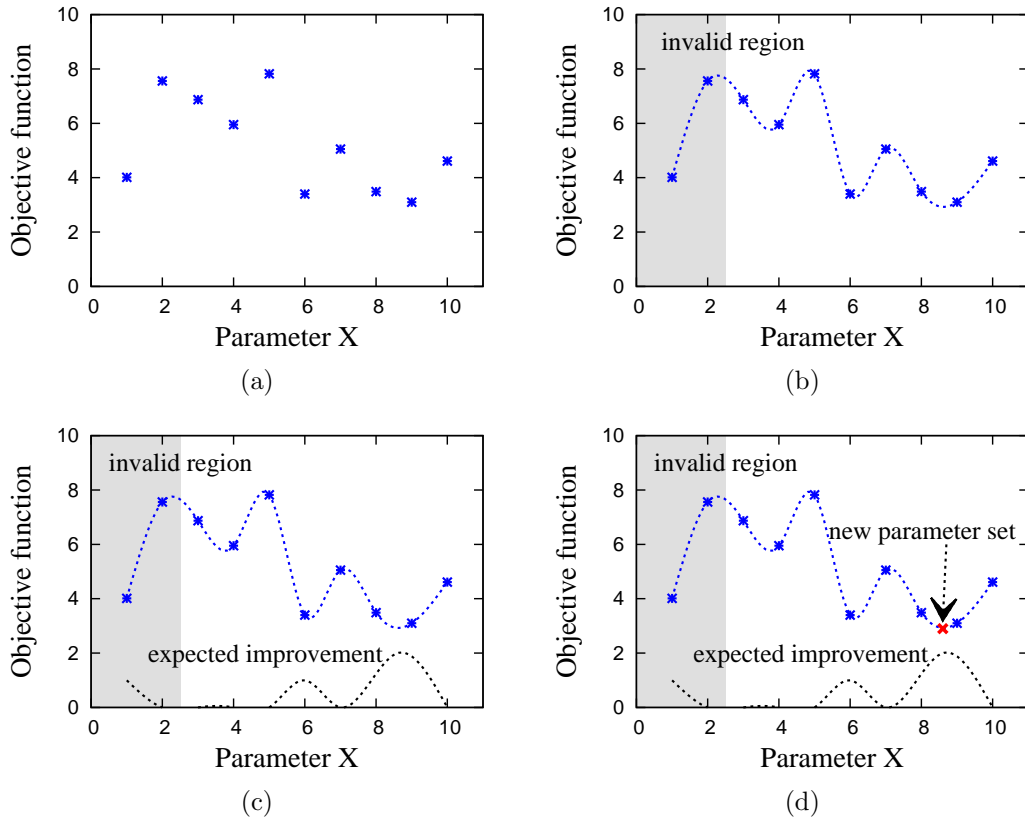 Objective function
10
8
6
4
2
0
0 2 4 6 8 10
Parameter X
(a)
Objective function
10
8
6
4
2
0
invalid region
0 2 4 6 8 10
Parameter X
(b)
Objective function
10
8
6
4
2
0
invalid region
expected improvement
0 2 4 6 8 10
Parameter X
(c)
Objective function
10
8
6
4
2
0
invalid region
new parameter set
expected improvement
0 2 4 6 8 10
Parameter X
(d)